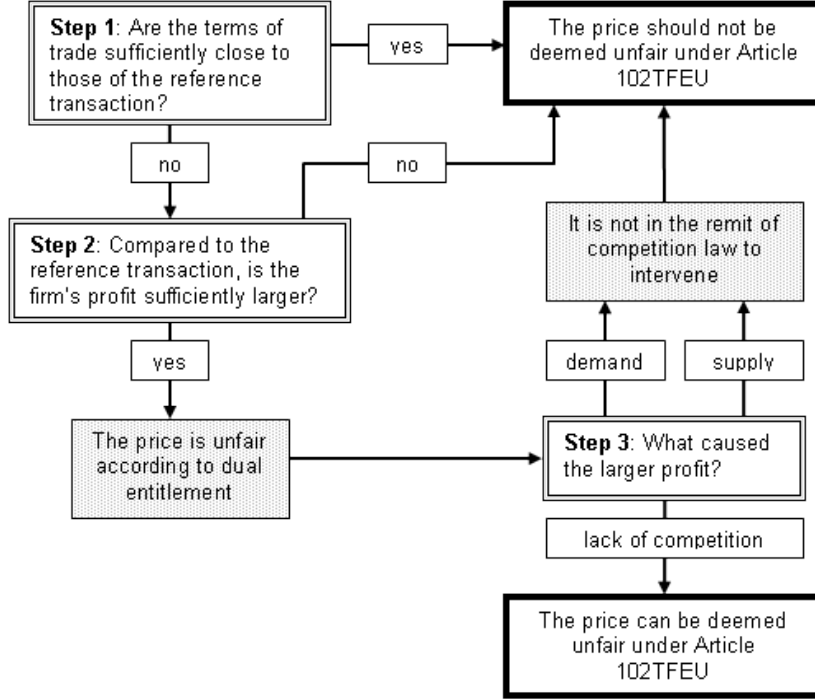 Step 1: Are the terms of
trade sufficiently close to
those of the reference
transaction?
yes
The price should not be
deemed unfair under Article
102TFEU
no
no
Step 2: Compared to the
reference transaction, is the
firm's profit sufficiently larger?
It is not in the remit of
competition law to
intervene
yes
demand
supply
The price is unfair
according to dual
entitlement
Step 3: What caused
the larger profit?
lack of competition
The price can be deemed
unfair under Article
102TFEU